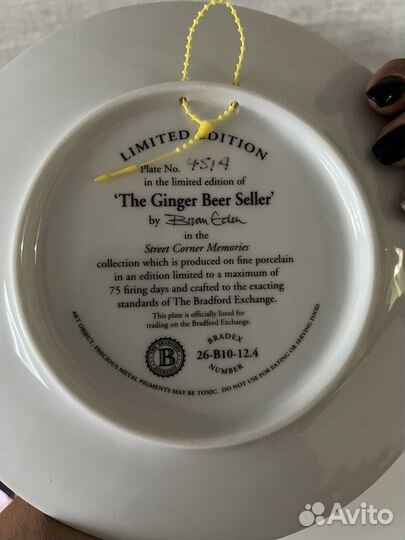 LIMITED EDITION
Plate No. 4519
in the limited edition of
'The Ginger Beer Seller'
by Brian Eden
in the
Street Corner Memories
collection which is produced on fine porcelain
in an edition limited to a maximum of
75 firing days and crafted to the exacting
standards of The Bradford Exchange.
This plate is officially listed for
trading on the Bradford Exchange.
B
BRADEX
26-B10-12.4
NUMBER
ART OBJECT, PRECIOUS METAL PIGMENTS MAY BE TOXIC. DO NOT USE FOR EATING OR SERVING FOOD.
Avito